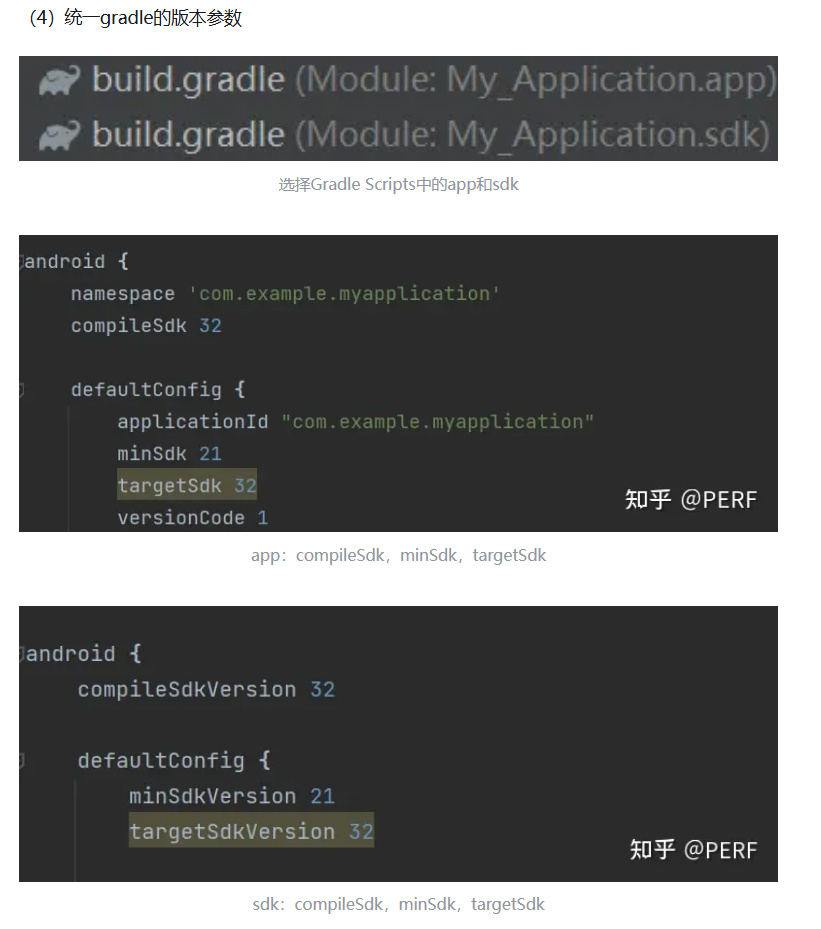 （4）统一gradle的版本参数
build.gradle (Module: My_Application.app)
build.gradle (Module: My_Application.sdk)
选择Gradle Scripts中的app和sdk
android {
namespace 'com.example.myapplication'
compileSdk 32
defaultConfig {
applicationId "com.example.myapplication"
minSdk 21
targetSdk 32
versionCode 1
知乎 @PERF
app：compileSdk，minSdk，targetSdk
android {
compileSdkVersion 32
defaultConfig {
minSdkVersion 21
targetSdkVersion 32
知乎 @PERF
sdk：compileSdk，minSdk，targetSdk